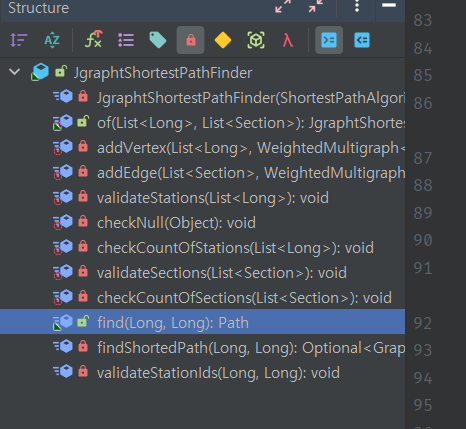 Structure
JgraphtShortestPathFinder
JgraphtShortestPathFinder(ShortestPathAlgori
of(List<Long>, List<Section>): JgraphtShortes
addVertex(List<Long>, WeightedMultigraph<
addEdge(List<Section>, WeightedMultigraph
validateStations(List<Long>): void
checkNull(Object): void
checkCountOfStations(List<Long>): void
validateSections(List<Section>): void
checkCountOfSections(List<Section>): void
find(Long, Long): Path
findShortedPath(Long, Long): Optional<Grap
validateStationIds(Long, Long): void
83
84
85
86
87
88
89
90
91
92
93
94
95